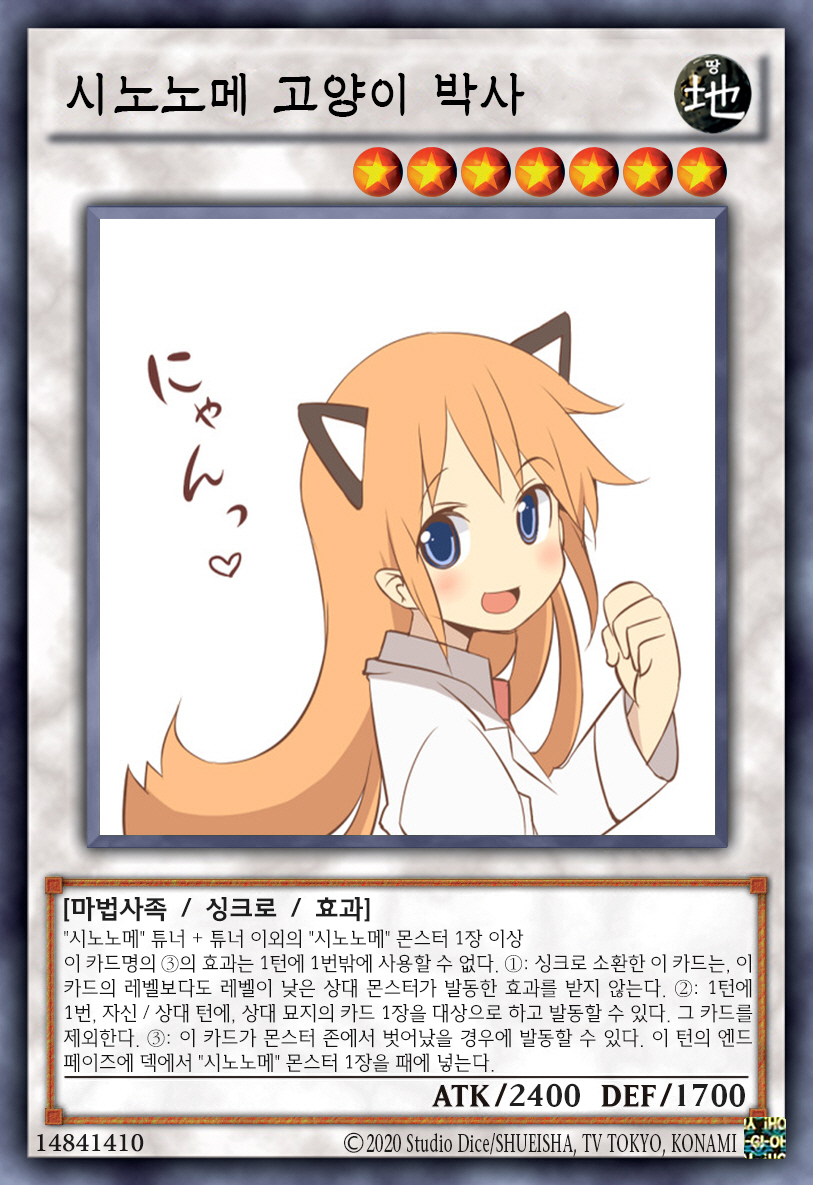 시노노메 고양이 박사
땅
地
にゃんっ♡
[마법사족 / 싱크로 / 효과]
"시노노메" 튜너 + 튜너 이외의 "시노노메" 몬스터 1장 이상
이 카드명의 ③의 효과는 1턴에 1번밖에 사용할 수 없다. ①: 싱크로 소환한 이 카드는, 이
카드의 레벨보다도 레벨이 낮은 상대 몬스터가 발동한 효과를 받지 않는다. ②: 1턴에
1번, 자신 / 상대 턴에, 상대 묘지의 카드 1장을 대상으로 하고 발동할 수 있다. 그 카드를
제외한다. ③: 이 카드가 몬스터 존에서 벗어났을 경우에 발동할 수 있다. 이 턴의 엔드
페이즈에 덱에서 "시노노메" 몬스터 1장을 패에 넣는다.
ATK/2400 DEF/1700
14841410 ©2020 Studio Dice/SHUEISHA, TV TOKYO, KONAMI